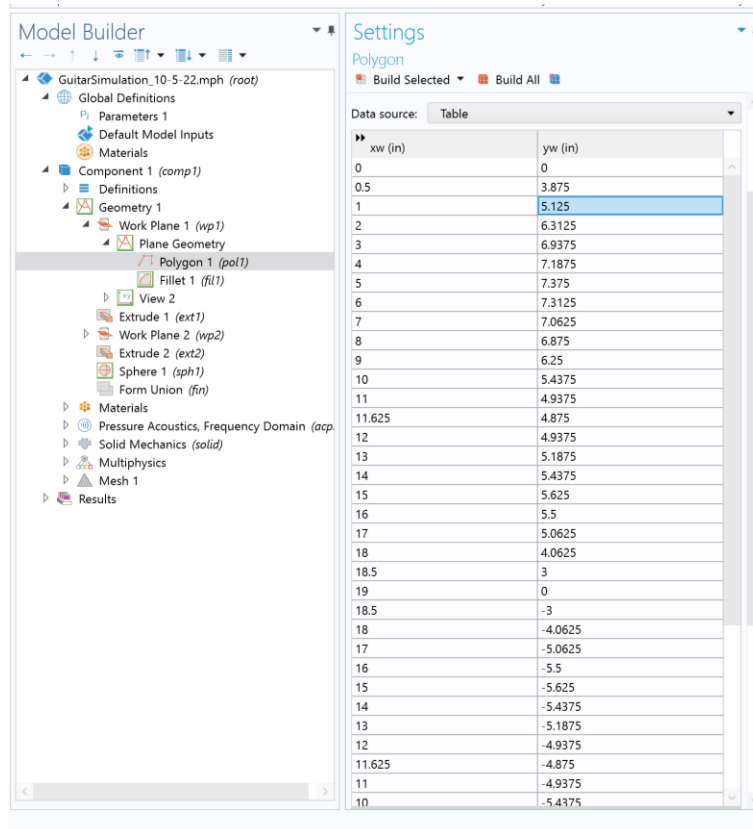 Model Builder
GuitarSimulation_10-5-22.mph (root)
Global Definitions
Pi Parameters 1
Default Model Inputs
Materials
Component 1 (comp1)
Definitions
Geometry 1
Work Plane 1 (wp1)
Plane Geometry
Polygon 1 (pol1)
Fillet 1 (fil1)
View 2
Extrude 1 (ext1)
Work Plane 2 (wp2)
Extrude 2 (ext2)
Sphere 1 (sph1)
Form Union (fin)
Materials
Pressure Acoustics, Frequency Domain (acp
Solid Mechanics (solid)
Multiphysics
Mesh 1
Results
Settings
Polygon
Build Selected Build All
Data source: Table
xw (in) yw (in)
0 0
0.5 3.875
1 5.125
2 6.3125
3 6.9375
4 7.1875
5 7.375
6 7.3125
7 7.0625
8 6.875
9 6.25
10 5.4375
11 4.9375
11.625 4.875
12 4.9375
13 5.1875
14 5.4375
15 5.625
16 5.5
17 5.0625
18 4.0625
18.5 3
19 0
18.5 -3
18 -4.0625
17 -5.0625
16 -5.5
15 -5.625
14 -5.4375
13 -5.1875
12 -4.9375
11.625 -4.875
11 -4.9375
10 -5.4375